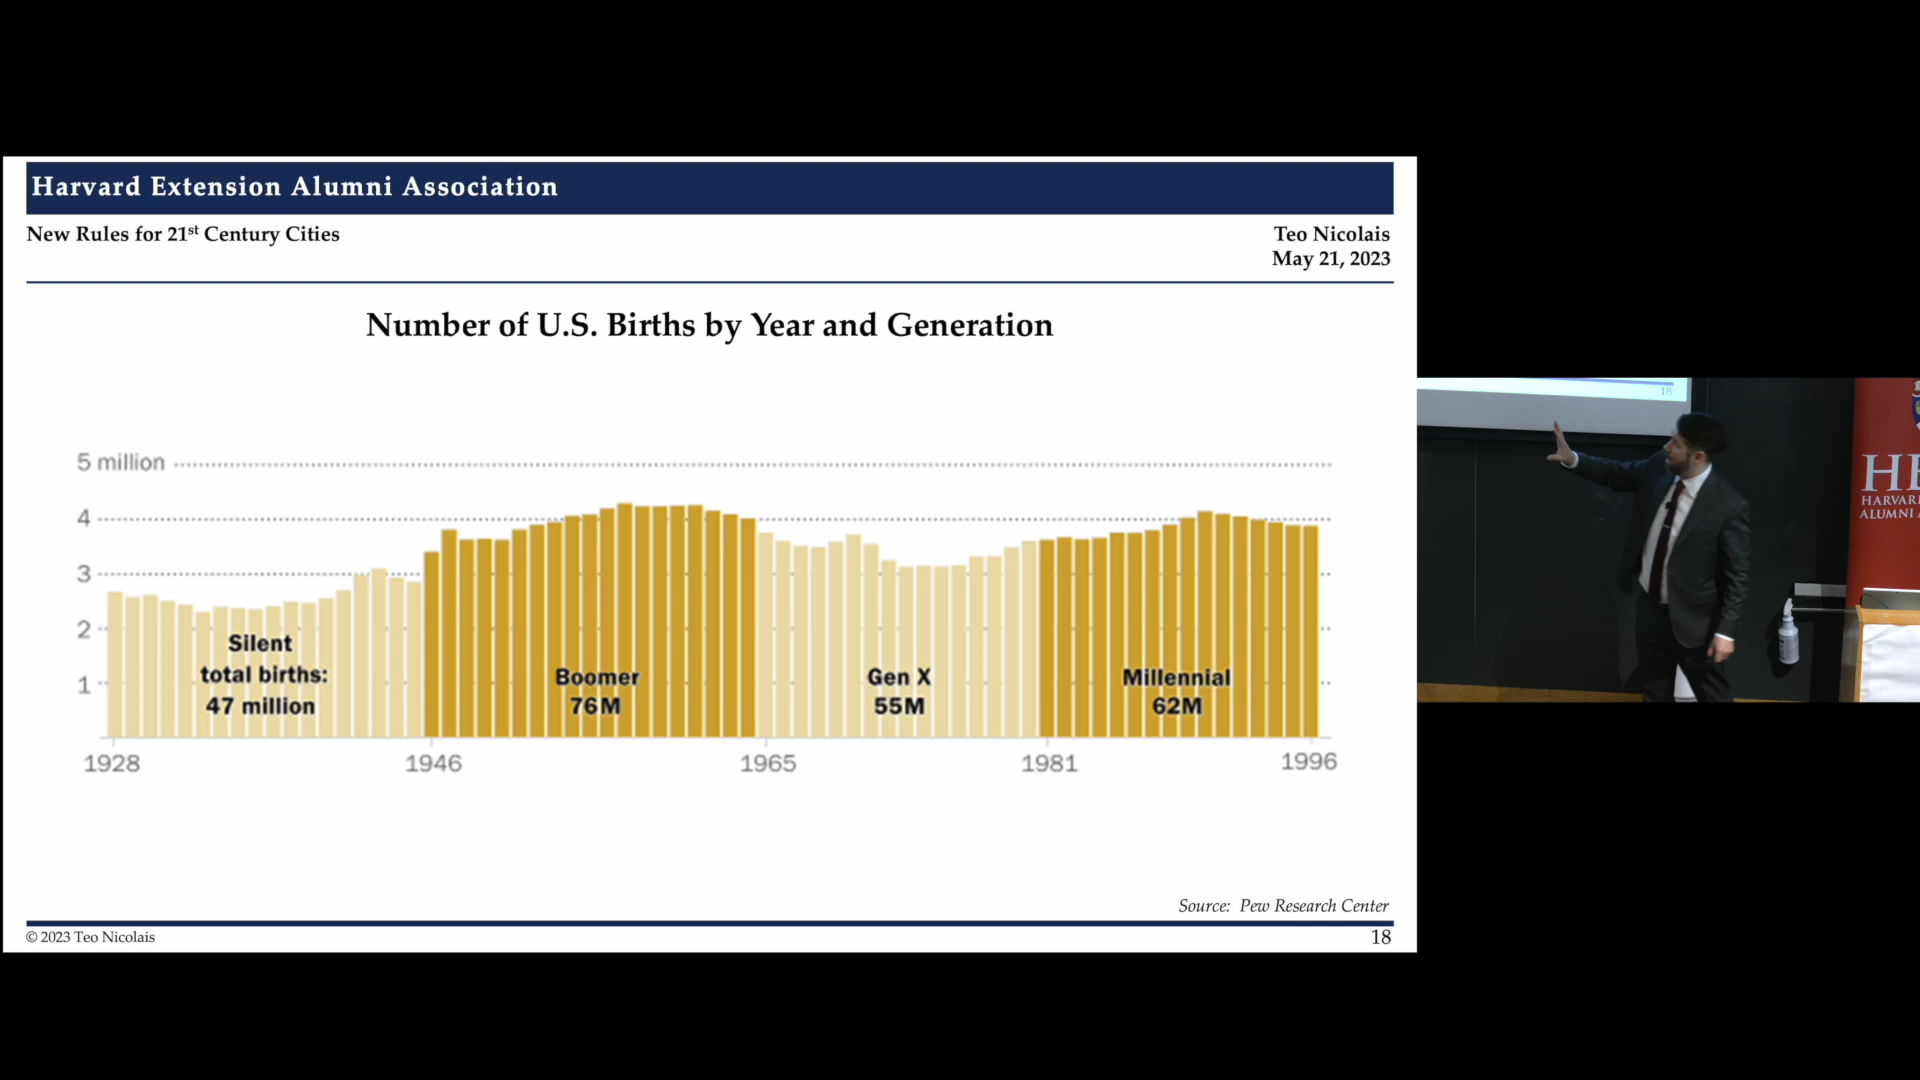 Harvard Extension Alumni Association
New Rules for 21st Century Cities
Teo Nicolais
May 21, 2023
Number of U.S. Births by Year and Generation
5 million
4
3
2
1
Silent
total births:
47 million
Boomer
76M
Gen X
55M
Millennial
62M
1928
1946
1965
1981
1996
Source: Pew Research Center
© 2023 Teo Nicolais
18
18
HARVAR
ALUMNI